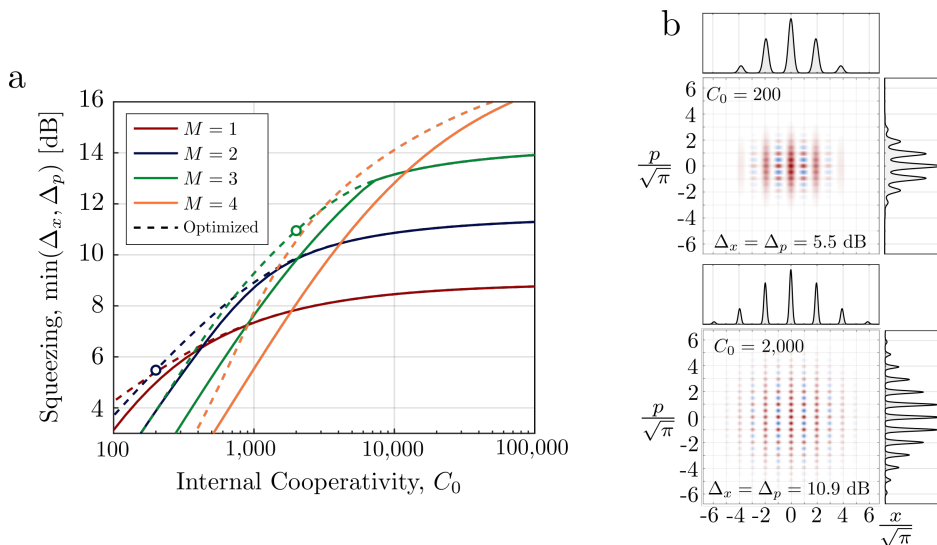 a
Squeezing, min(Δx, Δp) [dB]
16
14
12
10
8
6
4
M = 1
M = 2
M = 3
M = 4
Optimized
100
1,000
10,000
100,000
Internal Cooperativity, C0
b
C0 = 200
6
4
2
0
-2
-4
-6
p
√π
Δx = Δp = 5.5 dB
C0 = 2,000
6
4
2
0
-2
-4
-6
p
√π
Δx = Δp = 10.9 dB
-6 -4 -2 0 2 4 6
x
√π